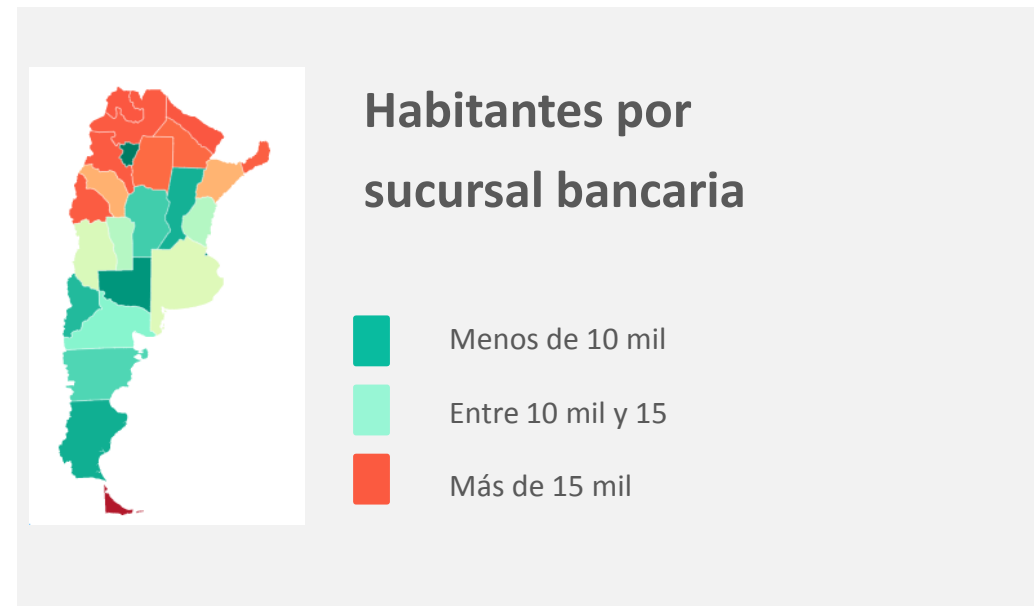 Habitantes por
sucursal bancaria
Menos de 10 mil
Entre 10 mil y 15
Más de 15 mil